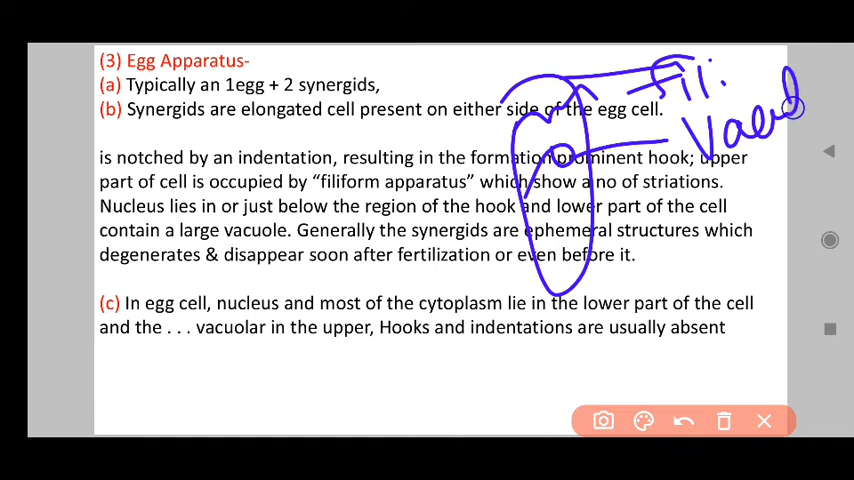 (3) Egg Apparatus-
(a) Typically an 1egg + 2 synergids,
(b) Synergids are elongated cell present on either side of the egg cell.
Fil.
is notched by an indentation, resulting in the formation prominent hook; upper
part of cell is occupied by “filiform apparatus” which show a no of striations.
Nucleus lies in or just below the region of the hook and lower part of the cell
contain a large vacuole. Generally the synergids are ephemeral structures which
degenerates & disappear soon after fertilization or even before it.
(c) In egg cell, nucleus and most of the cytoplasm lie in the lower part of the cell
and the . . . vacuolar in the upper, Hooks and indentations are usually absent